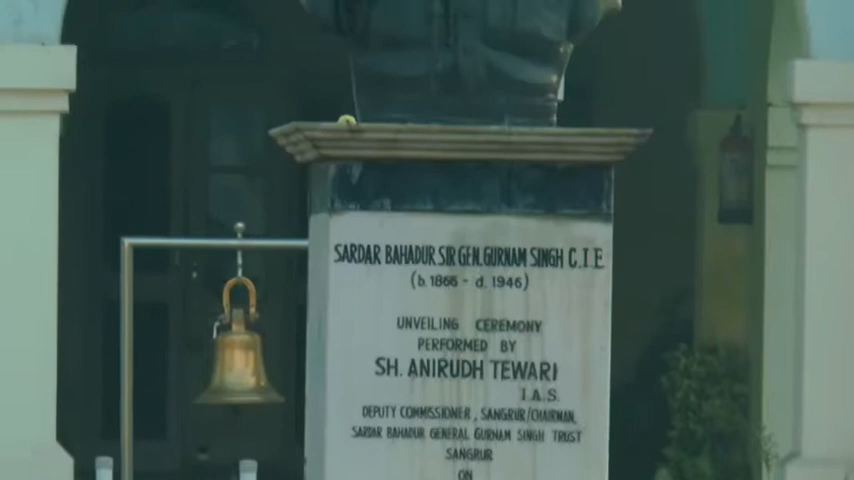 SARDAR BAHADUR SIR GEN. GURNAM SINGH C.I.E
(b.1866 - d. 1946)
UNVEILING CEREMONY
PERFORMED BY
SH. ANIRUDH TEWARI
I.A.S.
DEPUTY COMMISSIONER, SANGRUR/CHAIRMAN,
SARDAR BAHADUR GENERAL GURNAM SINGH TRUST
SANGRUR
ON